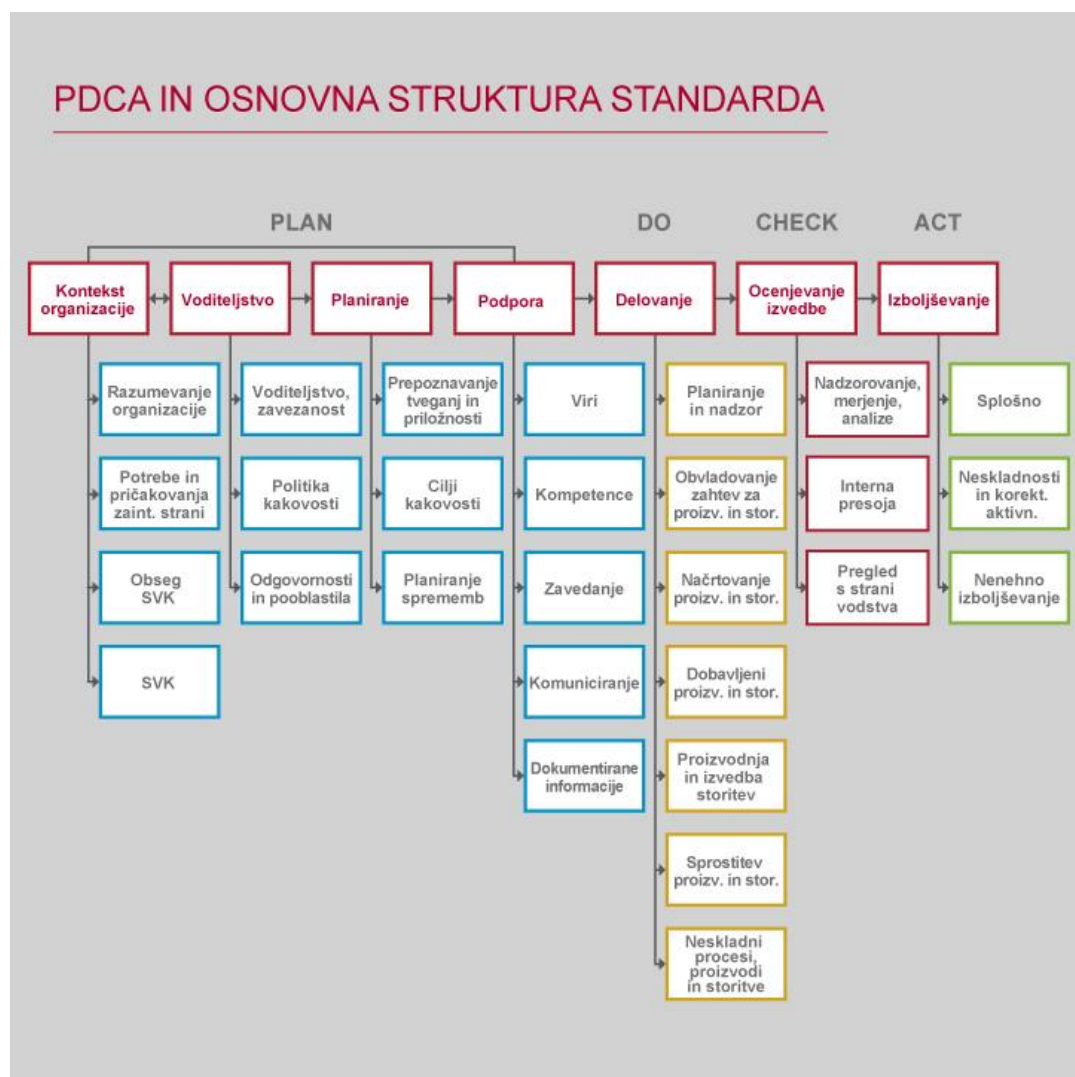 PDCA IN OSNOVNA STRUKTURA STANDARDA
PLAN
DO
CHECK
ACT
Kontekst
organizacije
Voditeljstvo
Planiranje
Podpora
Delovanje
Ocenjevanje
izvedbe
Izboljševanje
Razumevanje
organizacije
Potrebe in
pričakovanja
zaint. strani
Obseg
SVK
SVK
Voditeljstvo,
zavezanost
Politika
kakovosti
Odgovornosti
in pooblastila
Prepoznavanje
tveganj in
priložnosti
Cilji
kakovosti
Planiranje
sprememb
Viri
Kompetence
Zavedanje
Komuniciranje
Dokumentirane
informacije
Planiranje
in nadzor
Obvladovanje
zahtev za
proizv. in stor.
Načrtovanje
proizv. in stor.
Dobavljeni
proizv. in stor.
Proizvodnja
in izvedba
storitev
Sprostitev
proizv. in stor.
Neskladni
procesi,
proizvodi
in storitve
Nadzorovanje,
merjenje,
analize
Interna
presoja
Pregled
s strani
vodstva
Splošno
Neskladnosti
in korekt.
aktivn.
Nenehno
izboljševanje